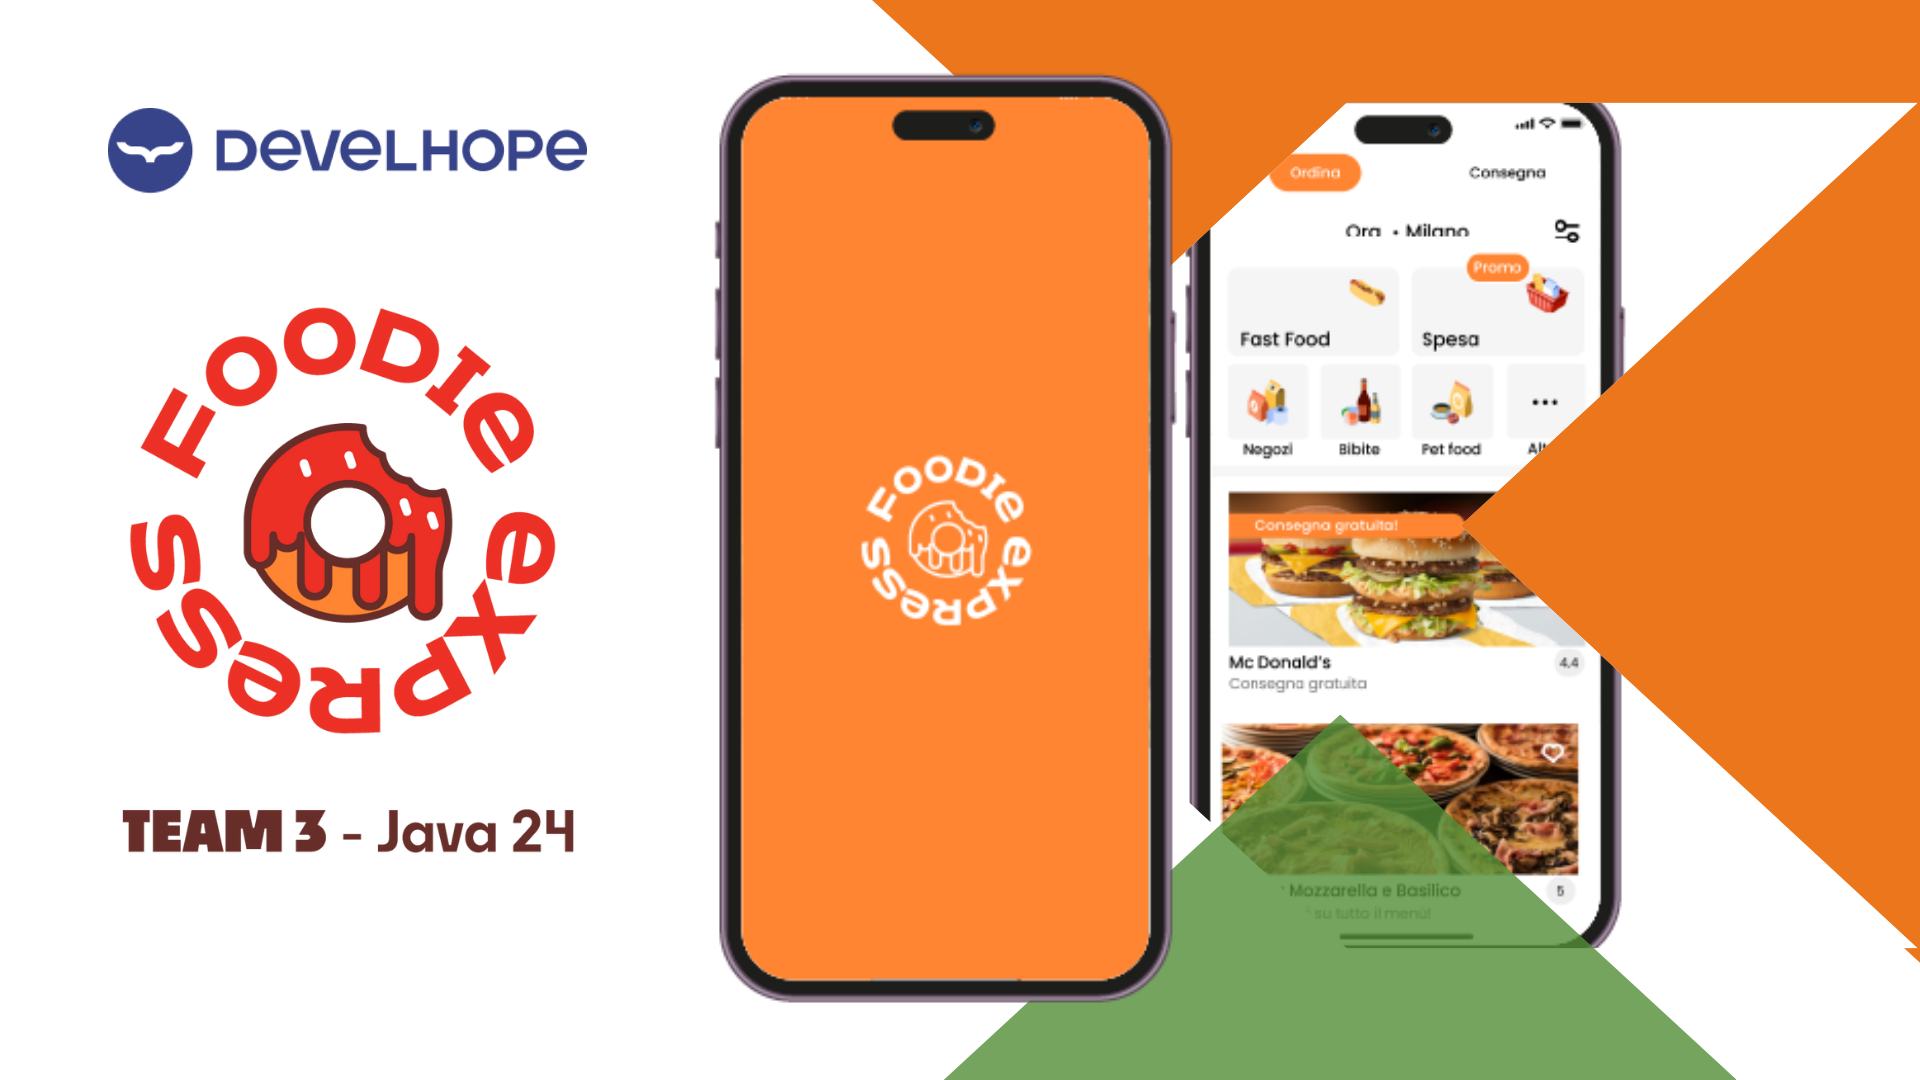 DEVELHOPE
FOODIE EXPRESS
TEAM 3 - Java 24
FOODIE EXPRESS
Ordina
Consegna
Ora • Milano
Promo
Fast Food
Spesa
Negozi
Bibite
Pet food
Consegna gratuita!
Mc Donald's
4.4
Consegna gratuita
Mozzarella e Basilico
5
su tutto il menù!